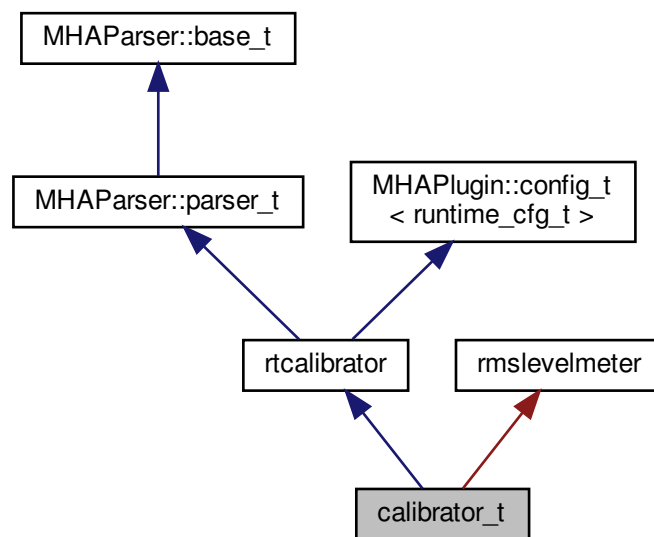 MHAParser::base_t
MHAParser::parser_t
MHAPlugin::config_t
< runtime_cfg_t >
rtcalibrator
rmslevelmeter
calibrator_t